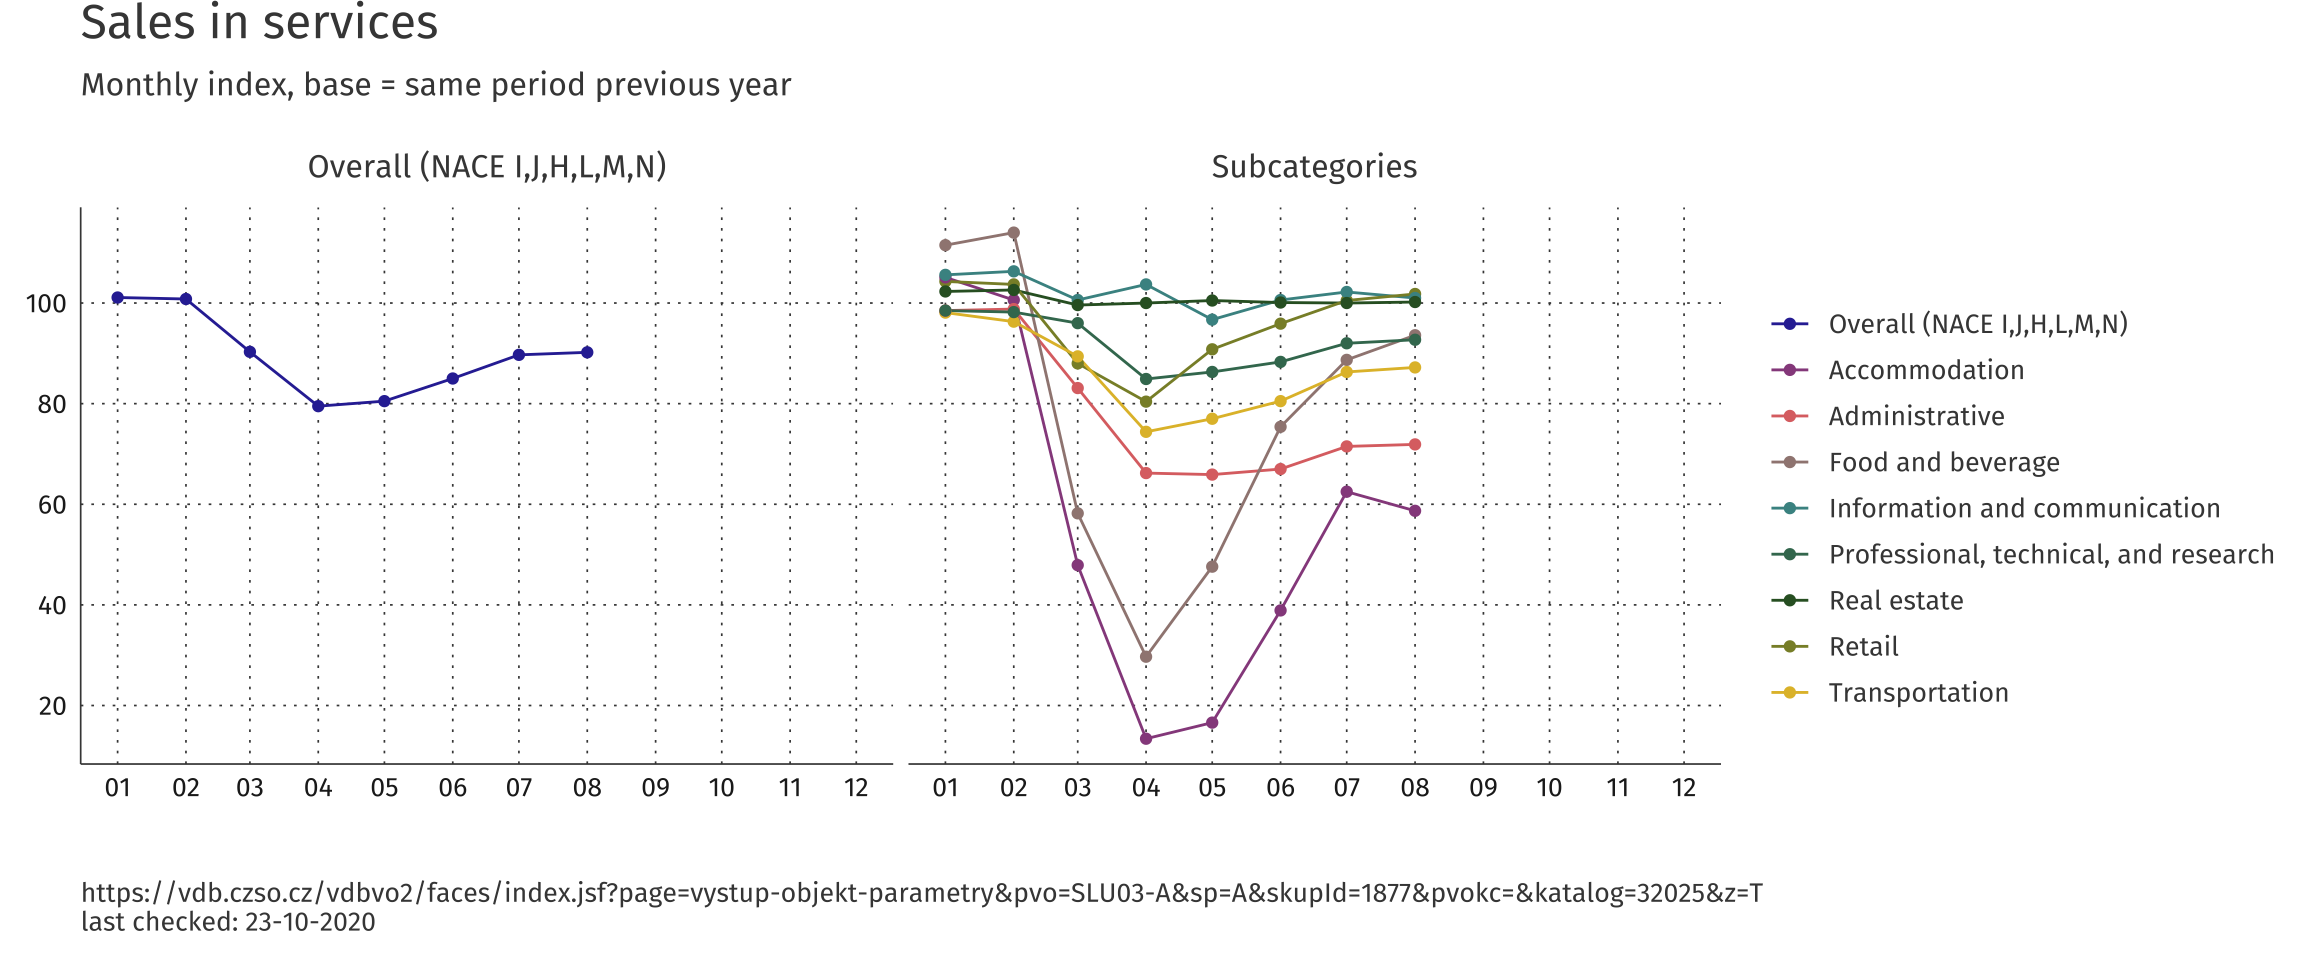 Sales in services
Monthly index, base = same period previous year
Overall (NACE I,J,H,L,M,N)
Subcategories
100
80
60
40
20
01 02 03 04 05 06 07 08 09 10 11 12
01 02 03 04 05 06 07 08 09 10 11 12
Overall (NACE I,J,H,L,M,N)
Accommodation
Administrative
Food and beverage
Information and communication
Professional, technical, and research
Real estate
Retail
Transportation
https://vdb.czso.cz/vdbvo2/faces/index.jsf?page=vystup-objekt-parametry&pvo=SLU03-A&sp=A&skupId=1877&pvokc=&katalog=32025&z=T
last checked: 23-10-2020